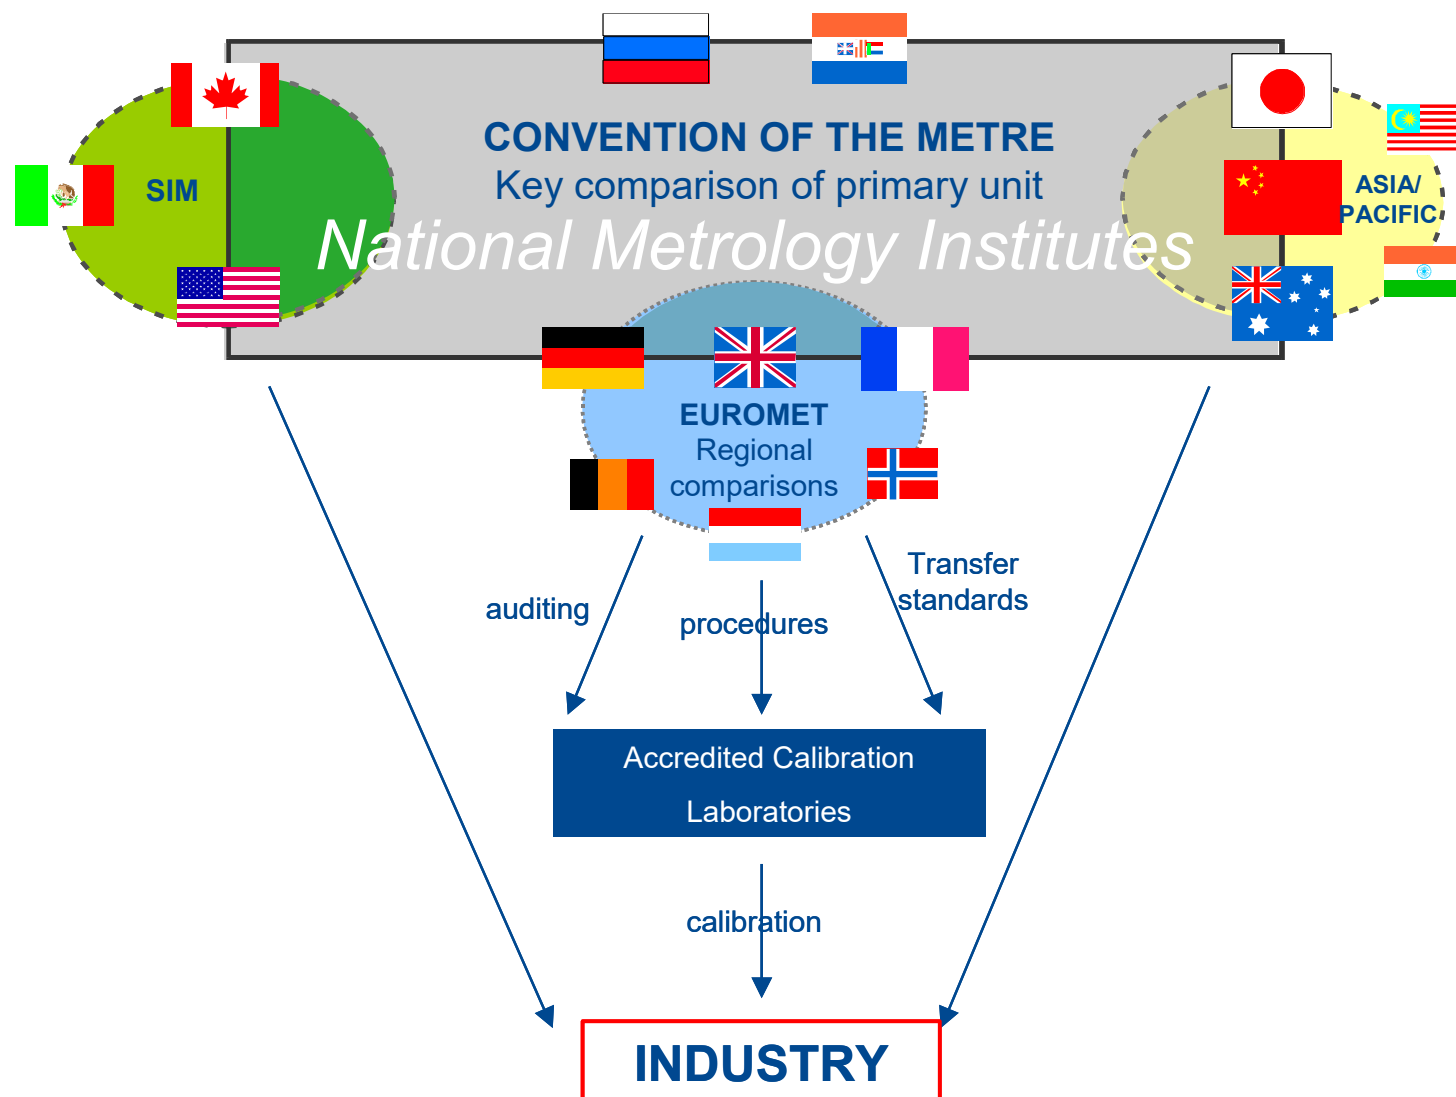 CONVENTION OF THE METRE
Key comparison of primary unit
National Metrology Institutes
SIM
ASIA/
PACIFIC
EUROMET
Regional
comparisons
auditing
procedures
Transfer
standards
Accredited Calibration
Laboratories
calibration
INDUSTRY